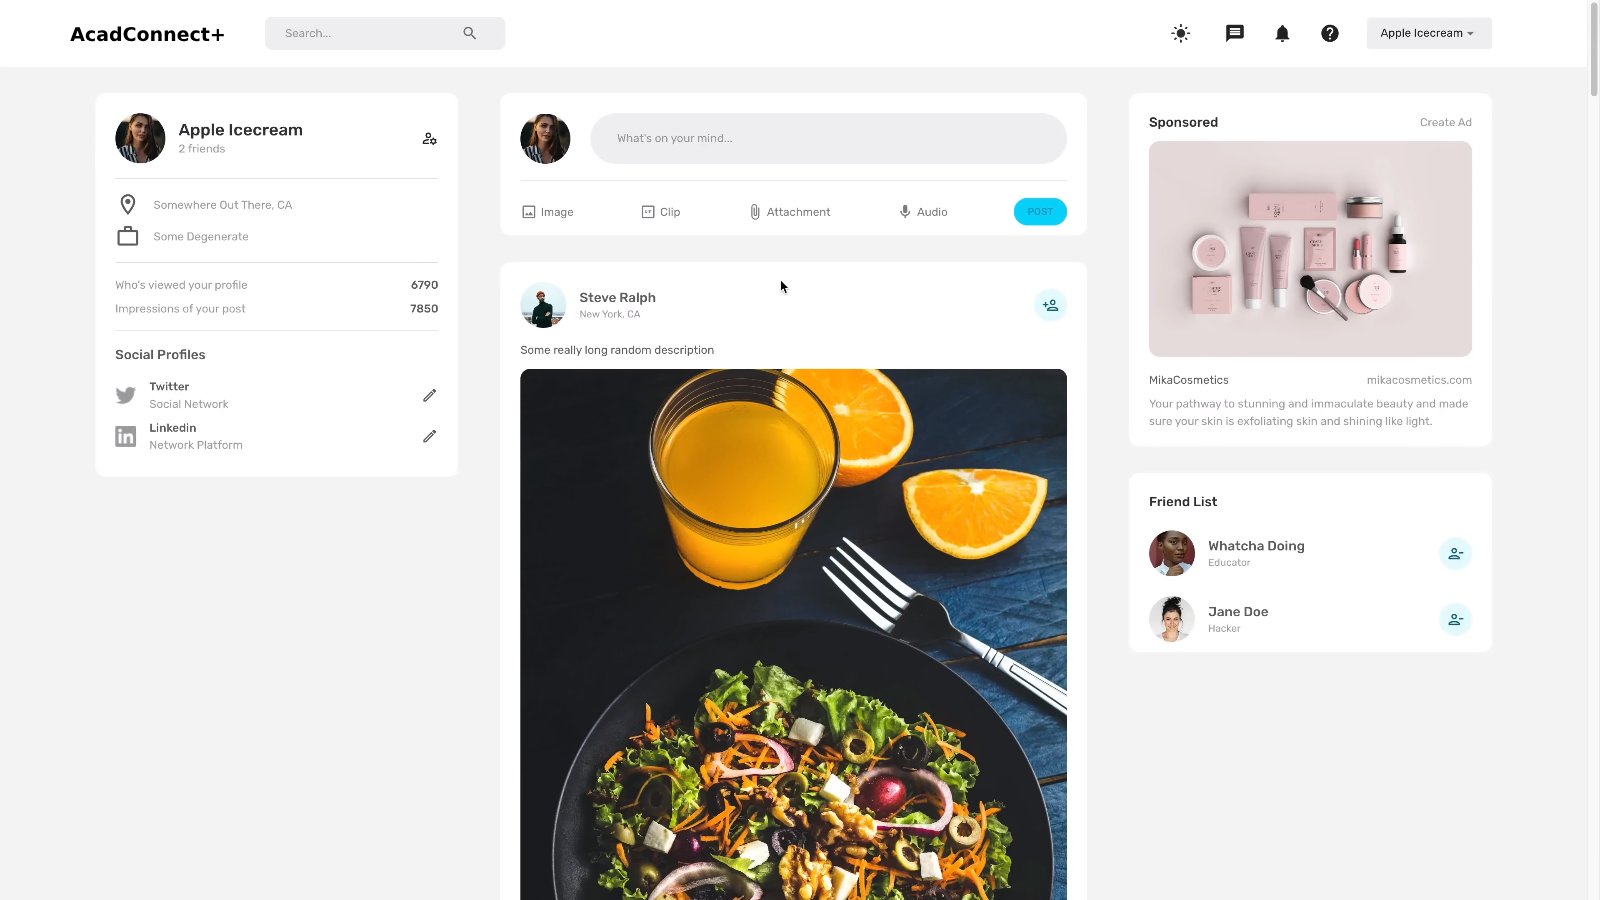 AcadConnect+
Search...
Apple Icecream
Apple Icecream
2 friends
Somewhere Out There, CA
Some Degenerate
Who's viewed your profile 6790
Impressions of your post 7850
Social Profiles
Twitter
Social Network
Linkedin
Network Platform
What's on your mind...
Image Clip Attachment Audio POST
Steve Ralph
New York, CA
Some really long random description
Sponsored Create Ad
MikaCosmetics mikacosmetics.com
Your pathway to stunning and immaculate beauty and made
sure your skin is exfoliating skin and shining like light.
Friend List
Whatcha Doing
Educator
Jane Doe
Hacker